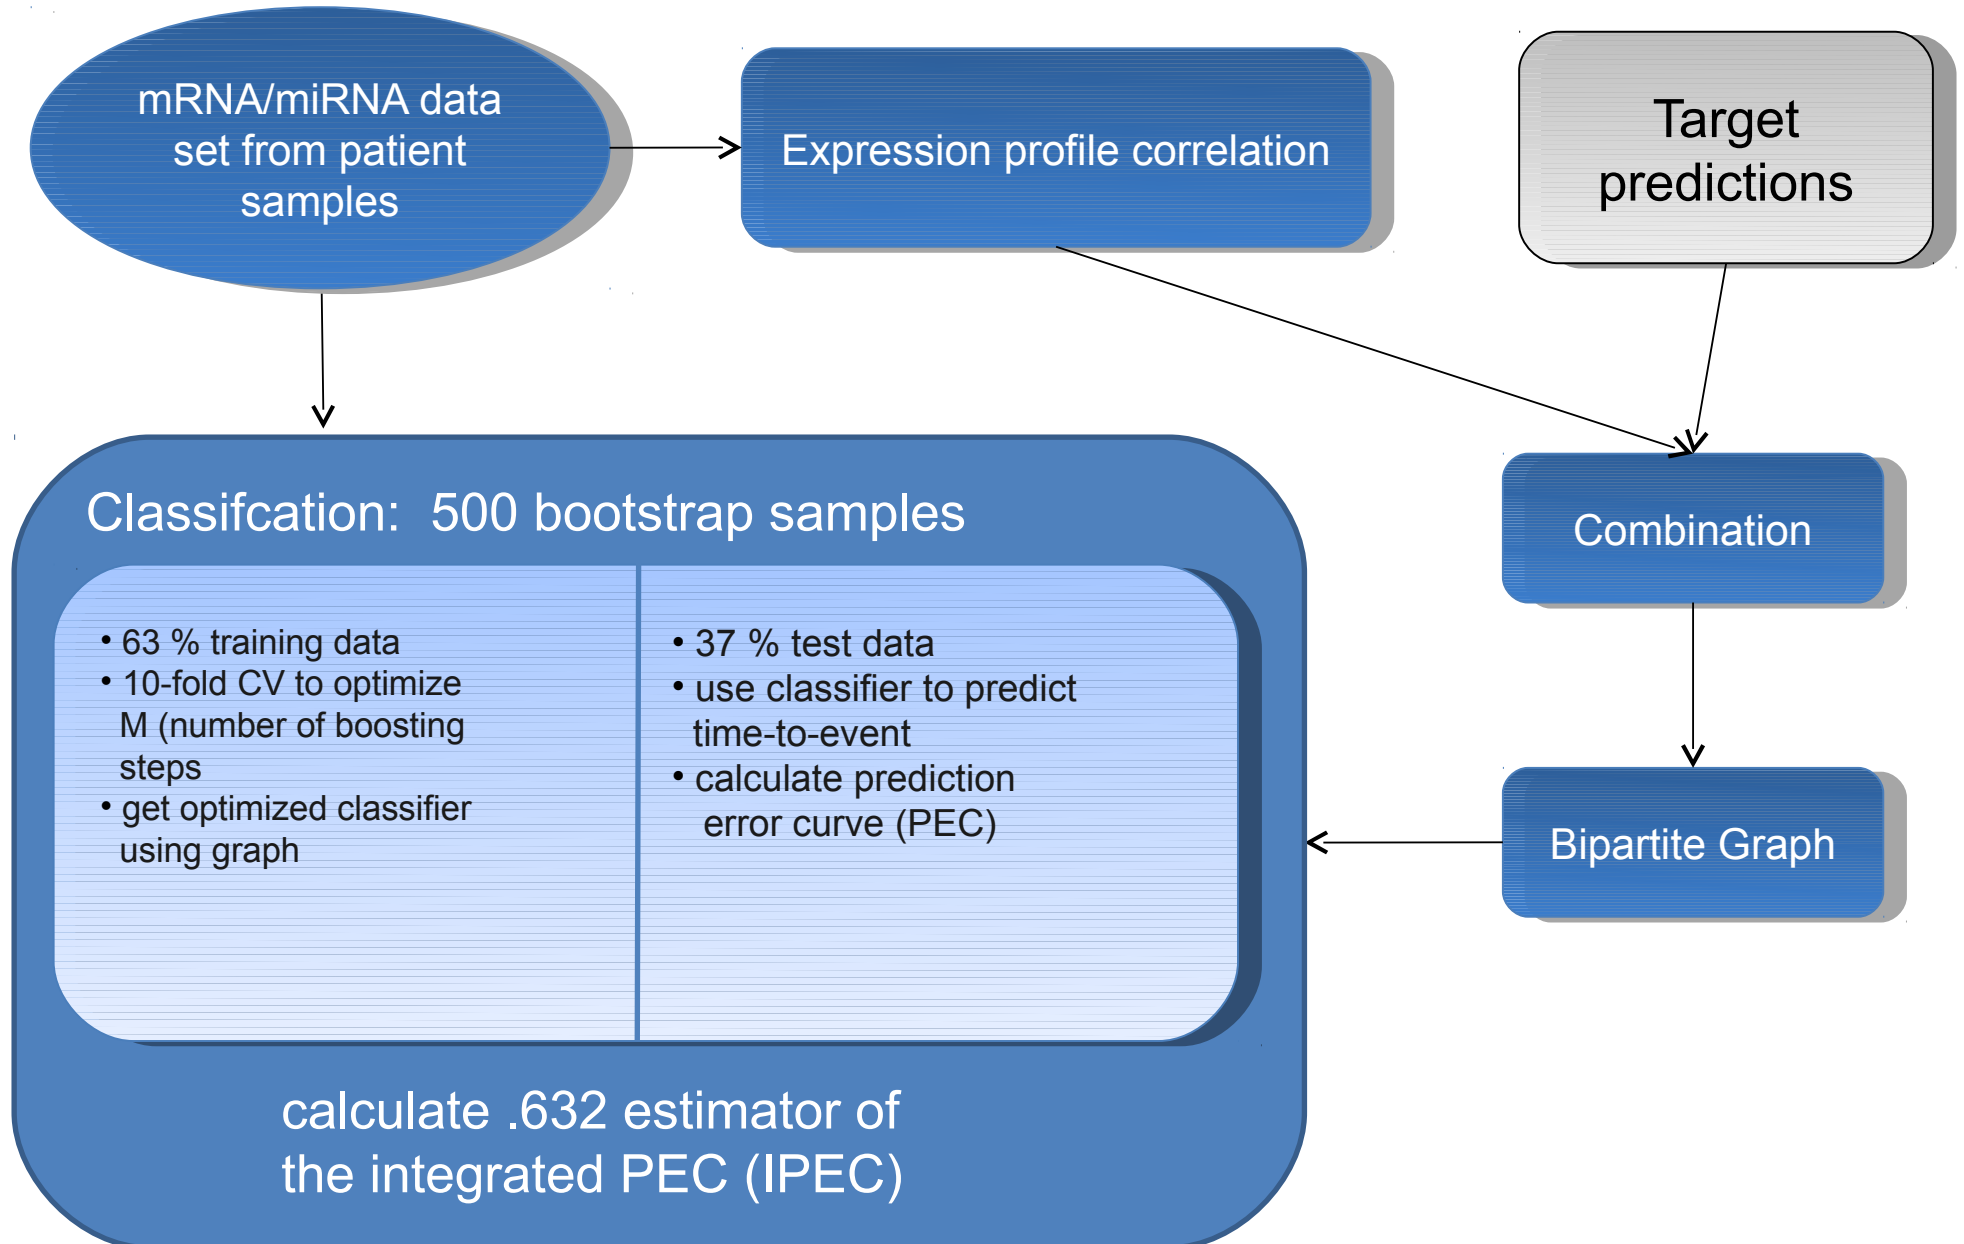 mRNA/miRNA data
set from patient
samples
Expression profile correlation
Target
predictions
Classifcation:  500 bootstrap samples
• 63 % training data
• 10-fold CV to optimize
M (number of boosting
steps
• get optimized classifier
using graph
• 37 % test data
• use classifier to predict
time-to-event
• calculate prediction
error curve (PEC)
calculate .632 estimator of
the integrated PEC (IPEC)
Combination
Bipartite Graph